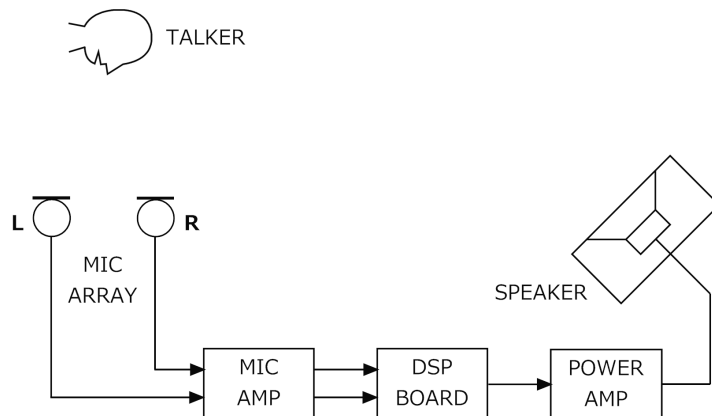 TALKER
L
R
MIC
ARRAY
SPEAKER
MIC
AMP
DSP
BOARD
POWER
AMP